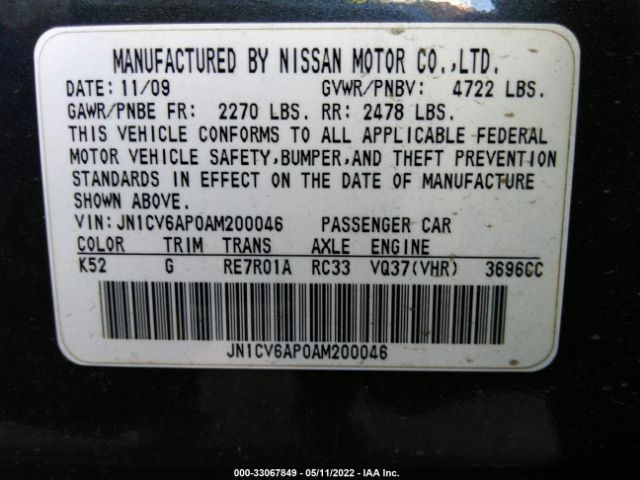 MANUFACTURED BY NISSAN MOTOR CO.,LTD.
DATE: 11/09 GVWR/PNBV: 4722 LBS.
GAWR/PNBE FR: 2270 LBS. RR: 2478 LBS.
THIS VEHICLE CONFORMS TO ALL APPLICABLE FEDERAL
MOTOR VEHICLE SAFETY,BUMPER,AND THEFT PREVENTION
STANDARDS IN EFFECT ON THE DATE OF MANUFACTURE
SHOWN ABOVE.
VIN: JN1CV6AP0AM200046 PASSENGER CAR
COLOR TRIM TRANS AXLE ENGINE
K52 G RE7R01A RC33 VQ37(VHR) 3696CC
JN1CV6AP0AM200046
000-33067849 - 05/11/2022 - IAA Inc.